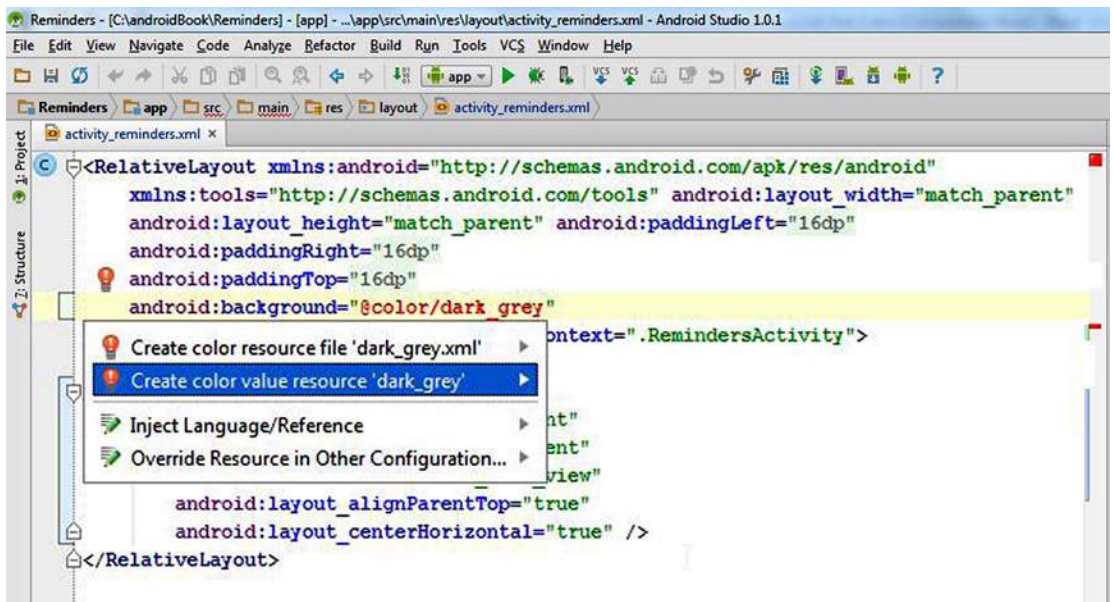 Reminders - [C:\androidBook\Reminders] - [app] - ...\app\src\main\res\layout\activity_reminders.xml - Android Studio 1.0.1
File Edit View Navigate Code Analyze Refactor Build Run Tools VCS Window Help
app VCS VCS ?
Reminders app src main res layout activity_reminders.xml
1: Project
2: Structure
activity_reminders.xml ×
C <RelativeLayout xmlns:android="http://schemas.android.com/apk/res/android"
xmlns:tools="http://schemas.android.com/tools" android:layout_width="match_parent"
android:layout_height="match_parent" android:paddingLeft="16dp"
android:paddingRight="16dp"
android:paddingTop="16dp"
android:background="@color/dark_grey"
ontext=".RemindersActivity">
Create color resource file 'dark_grey.xml'
Create color value resource 'dark_grey'
Inject Language/Reference
Override Resource in Other Configuration...
nt"
ent"
view"
android:layout_alignParentTop="true"
android:layout_centerHorizontal="true" />
</RelativeLayout>